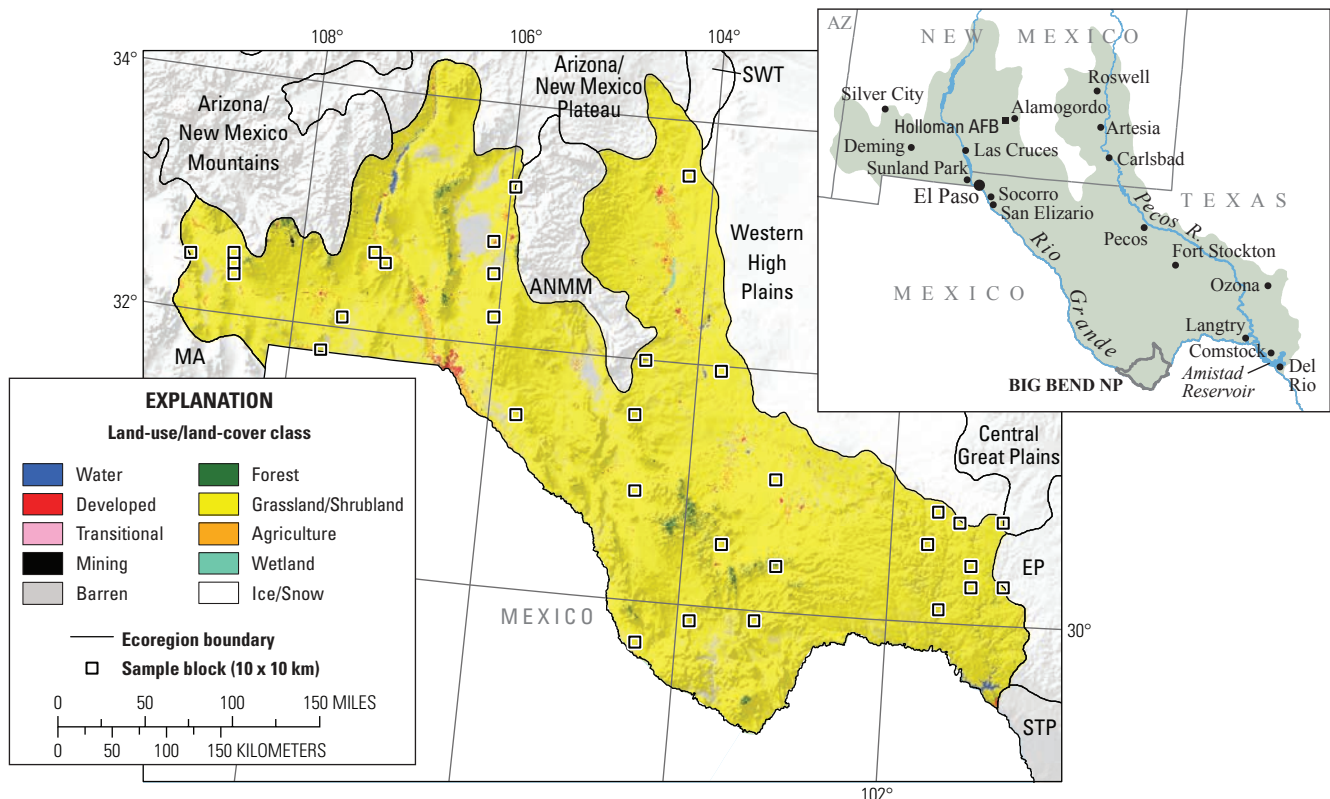 108°
106°
104°
34°
32°
30°
102°
Arizona/
New Mexico
Mountains
Arizona/
New Mexico
Plateau
SWT
Western
High
Plains
ANMM
MA
Central
Great Plains
EP
STP
MEXICO
EXPLANATION
Land-use/land-cover class
Water
Developed
Transitional
Mining
Barren
Forest
Grassland/Shrubland
Agriculture
Wetland
Ice/Snow
Ecoregion boundary
Sample block (10 x 10 km)
0 50 100 150 MILES
0 50 100 150 KILOMETERS
AZ
NEW MEXICO
Roswell
Silver City
Alamogordo
Holloman AFB
Artesia
Deming
Las Cruces
Carlsbad
Sunland Park
El Paso
Socorro
San Elizario
TEXAS
Pecos R.
Pecos
Fort Stockton
Rio Grande
MEXICO
Ozona
Langtry
Comstock
Amistad
Reservoir
Del
Rio
BIG BEND NP